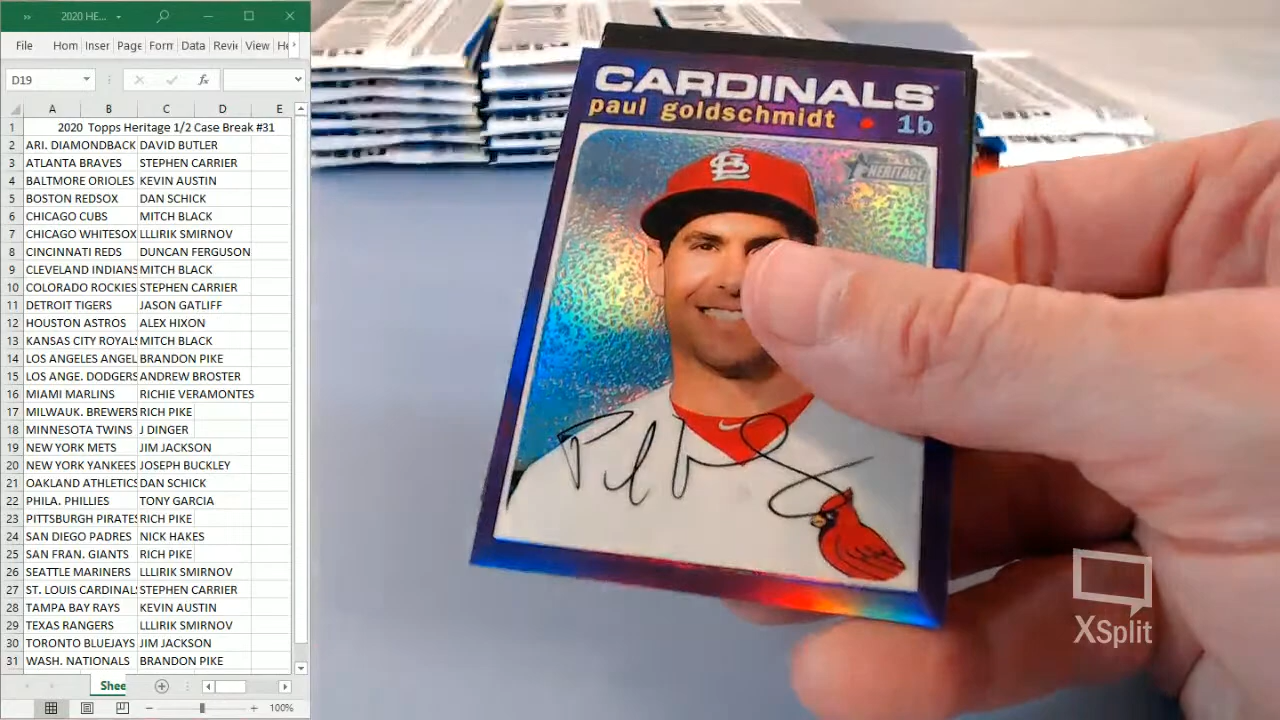 2020 HE...
File Hom Inser Page Forn Data Revie View He
D19 fx
A B C D E
1 2020 Topps Heritage 1/2 Case Break #31
2 ARI. DIAMONDBACK DAVID BUTLER
3 ATLANTA BRAVES STEPHEN CARRIER
4 BALTMORE ORIOLES KEVIN AUSTIN
5 BOSTON REDSOX DAN SCHICK
6 CHICAGO CUBS MITCH BLACK
7 CHICAGO WHITESOX LLLIRIK SMIRNOV
8 CINCINNATI REDS DUNCAN FERGUSON
9 CLEVELAND INDIANS MITCH BLACK
10 COLORADO ROCKIES STEPHEN CARRIER
11 DETROIT TIGERS JASON GATLIFF
12 HOUSTON ASTROS ALEX HIXON
13 KANSAS CITY ROYAL MITCH BLACK
14 LOS ANGELES ANGEL BRANDON PIKE
15 LOS ANGE. DODGERS ANDREW BROSTER
16 MIAMI MARLINS RICHIE VERAMONTES
17 MILWAUK. BREWERS RICH PIKE
18 MINNESOTA TWINS J DINGER
19 NEW YORK METS JIM JACKSON
20 NEW YORK YANKEES JOSEPH BUCKLEY
21 OAKLAND ATHLETICS DAN SCHICK
22 PHILA. PHILLIES TONY GARCIA
23 PITTSBURGH PIRATES RICH PIKE
24 SAN DIEGO PADRES NICK HAKES
25 SAN FRAN. GIANTS RICH PIKE
26 SEATTLE MARINERS LLLIRIK SMIRNOV
27 ST. LOUIS CARDINAL STEPHEN CARRIER
28 TAMPA BAY RAYS KEVIN AUSTIN
29 TEXAS RANGERS LLLIRIK SMIRNOV
30 TORONTO BLUEJAYS JIM JACKSON
31 WASH. NATIONALS BRANDON PIKE
Shee
100%
CARDINALS
paul goldschmidt • 1b
HERITAGE
StL
XSplit